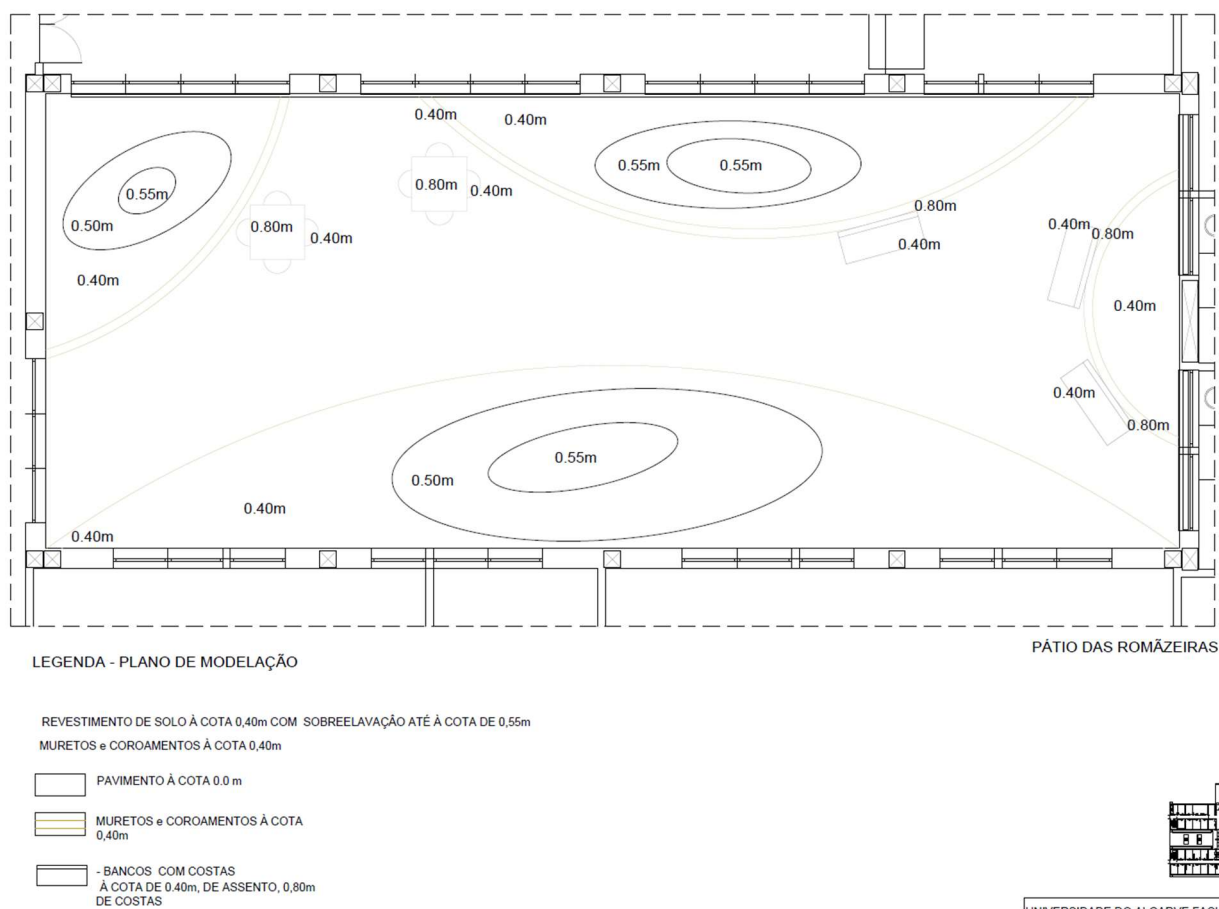 0.40m
0.40m
0.55m
0.55m
0.55m
0.80m
0.40m
0.50m
0.80m
0.40m
0.80m
0.40m
0.40m
0.80m
0.40m
0.40m
0.40m
0.80m
0.55m
0.50m
0.40m
0.40m
PÁTIO DAS ROMÃZEIRAS
LEGENDA - PLANO DE MODELAÇÃO
REVESTIMENTO DE SOLO À COTA 0,40m COM SOBREELAVAÇÃO ATÉ À COTA DE 0,55m
MURETOS e COROAMENTOS À COTA 0,40m
PAVIMENTO À COTA 0.0 m
MURETOS e COROAMENTOS À COTA
0,40m
- BANCOS COM COSTAS
À COTA DE 0.40m, DE ASSENTO, 0,80m
DE COSTAS
UNIVERSIDADE DO ALGARVE